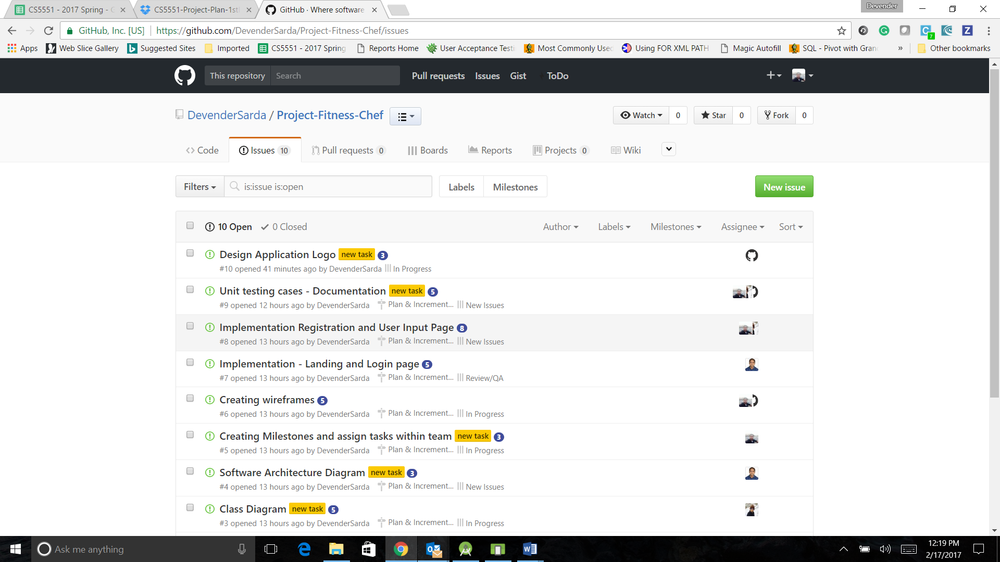 CS5551 - 2017 Spring - G
CS5551-Project-Plan-1st
GitHub · Where software
Devender
GitHub, Inc. [US]
https://github.com/DevenderSarda/Project-Fitness-Chef/issues
7
Apps
Web Slice Gallery
Suggested Sites
Imported
CS5551 - 2017 Spring
Reports Home
User Acceptance Testi
Most Commonly Used
Using FOR XML PATH
Magic Autofill
SQL - Pivot with Gran
»
Other bookmarks
This repository
Search
Pull requests
Issues
Gist
ToDo
DevenderSarda / Project-Fitness-Chef
Watch 0
Star 0
Fork 0
Code
Issues 10
Pull requests 0
Boards
Reports
Projects 0
Wiki
Filters
is:issue is:open
Labels
Milestones
New issue
10 Open
0 Closed
Author
Labels
Milestones
Assignee
Sort
Design Application Logo new task 3
#10 opened 41 minutes ago by DevenderSarda In Progress
Unit testing cases - Documentation new task 5
#9 opened 12 hours ago by DevenderSarda Plan & Increment... New Issues
Implementation Registration and User Input Page 8
#8 opened 13 hours ago by DevenderSarda Plan & Increment... New Issues
Implementation - Landing and Login page 5
#7 opened 13 hours ago by DevenderSarda Plan & Increment... Review/QA
Creating wireframes 5
#6 opened 13 hours ago by DevenderSarda Plan & Increment... In Progress
Creating Milestones and assign tasks within team new task 3
#5 opened 13 hours ago by DevenderSarda Plan & Increment... In Progress
Software Architecture Diagram new task 3
#4 opened 13 hours ago by DevenderSarda Plan & Increment... New Issues
Class Diagram new task 5
#3 opened 13 hours ago by DevenderSarda Plan & Increment... In Progress
Ask me anything
12:19 PM
2/17/2017